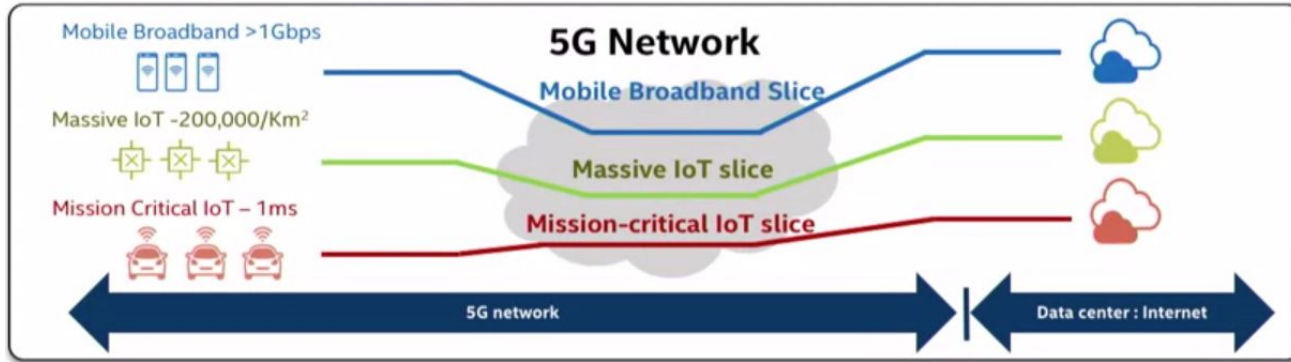 5G Network
Mobile Broadband >1Gbps
Mobile Broadband Slice
Massive IoT -200,000/Km²
Massive IoT slice
Mission Critical IoT – 1ms
Mission-critical IoT slice
5G network
Data center : Internet